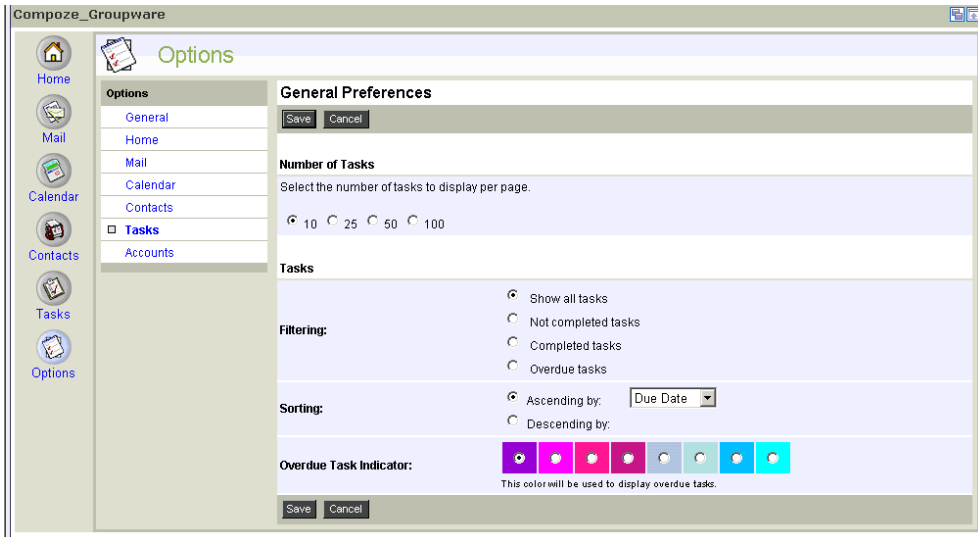 Compoze_Groupware
Home
Mail
Calendar
Contacts
Tasks
Options
Options
Options
General
Home
Mail
Calendar
Contacts
Tasks
Accounts
General Preferences
Save Cancel
Number of Tasks
Select the number of tasks to display per page.
10 25 50 100
Tasks
Filtering:
Show all tasks
Not completed tasks
Completed tasks
Overdue tasks
Sorting:
Ascending by: Due Date
Descending by:
Overdue Task Indicator:
This color will be used to display overdue tasks.
Save Cancel